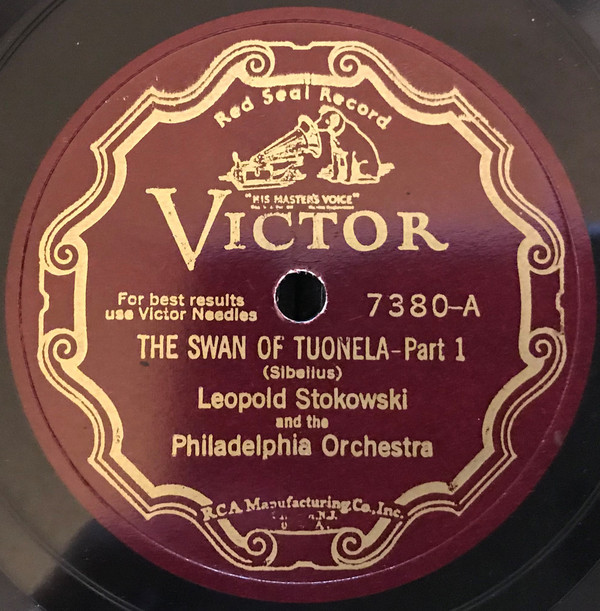 Red Seal Record
"HIS MASTER'S VOICE"
VICTOR
For best results
use Victor Needles
7380-A
THE SWAN OF TUONELA-Part 1
(Sibelius)
Leopold Stokowski
and the
Philadelphia Orchestra
RCA Manufacturing Co., Inc.